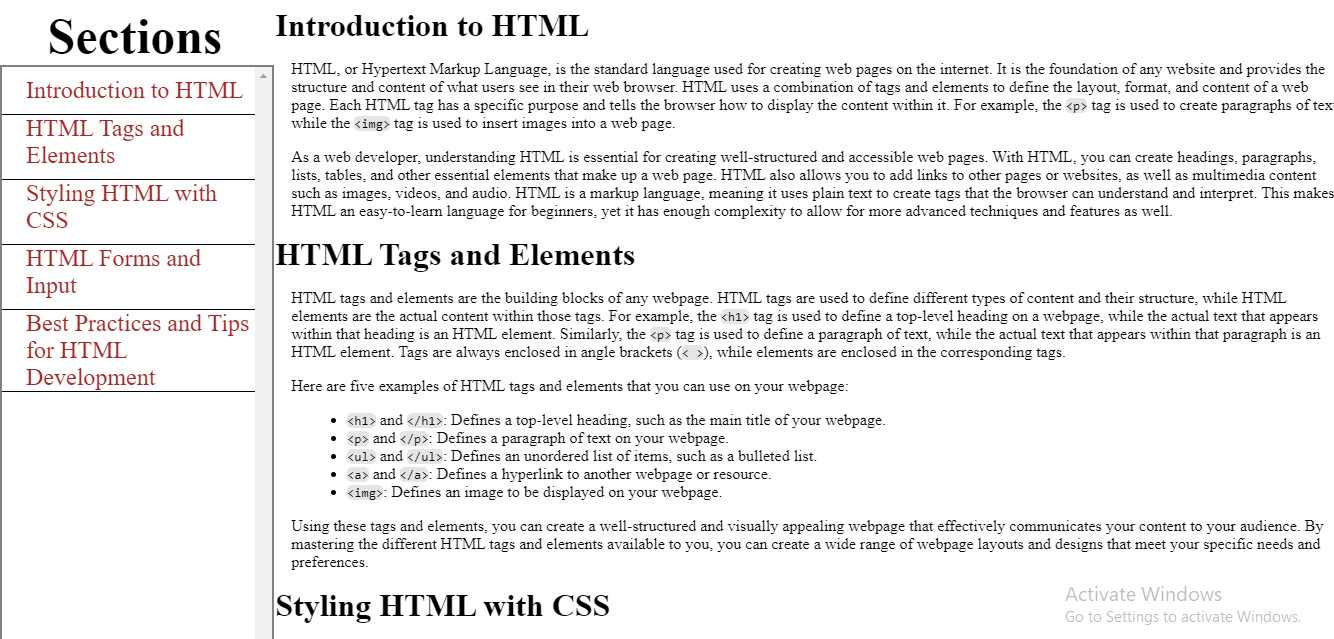 Sections
Introduction to HTML
HTML Tags and
Elements
Styling HTML with
CSS
HTML Forms and
Input
Best Practices and Tips
for HTML
Development
Introduction to HTML
HTML, or Hypertext Markup Language, is the standard language used for creating web pages on the internet. It is the foundation of any website and provides the
structure and content of what users see in their web browser. HTML uses a combination of tags and elements to define the layout, format, and content of a web
page. Each HTML tag has a specific purpose and tells the browser how to display the content within it. For example, the <p> tag is used to create paragraphs of
while the <img> tag is used to insert images into a web page.
As a web developer, understanding HTML is essential for creating well-structured and accessible web pages. With HTML, you can create headings, paragraphs,
lists, tables, and other essential elements that make up a web page. HTML also allows you to add links to other pages or websites, as well as multimedia content
such as images, videos, and audio. HTML is a markup language, meaning it uses plain text to create tags that the browser can understand and interpret. This makes
HTML an easy-to-learn language for beginners, yet it has enough complexity to allow for more advanced techniques and features as well.
HTML Tags and Elements
HTML tags and elements are the building blocks of any webpage. HTML tags are used to define different types of content and their structure, while HTML
elements are the actual content within those tags. For example, the <h1> tag is used to define a top-level heading on a webpage, while the actual text that appears
within that heading is an HTML element. Similarly, the <p> tag is used to define a paragraph of text, while the actual text that appears within that paragraph is an
HTML element. Tags are always enclosed in angle brackets (< >), while elements are enclosed in the corresponding tags.
Here are five examples of HTML tags and elements that you can use on your webpage:
• <h1> and </h1>: Defines a top-level heading, such as the main title of your webpage.
• <p> and </p>: Defines a paragraph of text on your webpage.
• <ul> and </ul>: Defines an unordered list of items, such as a bulleted list.
• <a> and </a>: Defines a hyperlink to another webpage or resource.
• <img>: Defines an image to be displayed on your webpage.
Using these tags and elements, you can create a well-structured and visually appealing webpage that effectively communicates your content to your audience. By
mastering the different HTML tags and elements available to you, you can create a wide range of webpage layouts and designs that meet your specific needs and
preferences.
Styling HTML with CSS
Activate Windows
Go to Settings to activate Windows.